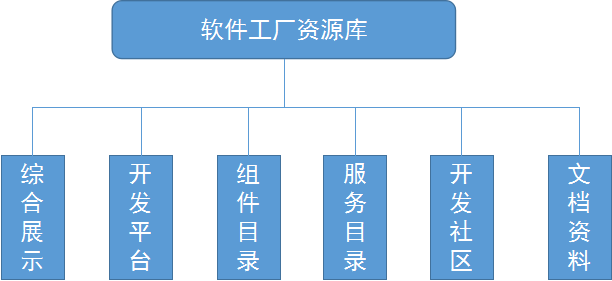 软件工厂资源库
综合展示
开发平台
组件目录
服务目录
开发社区
文档资料